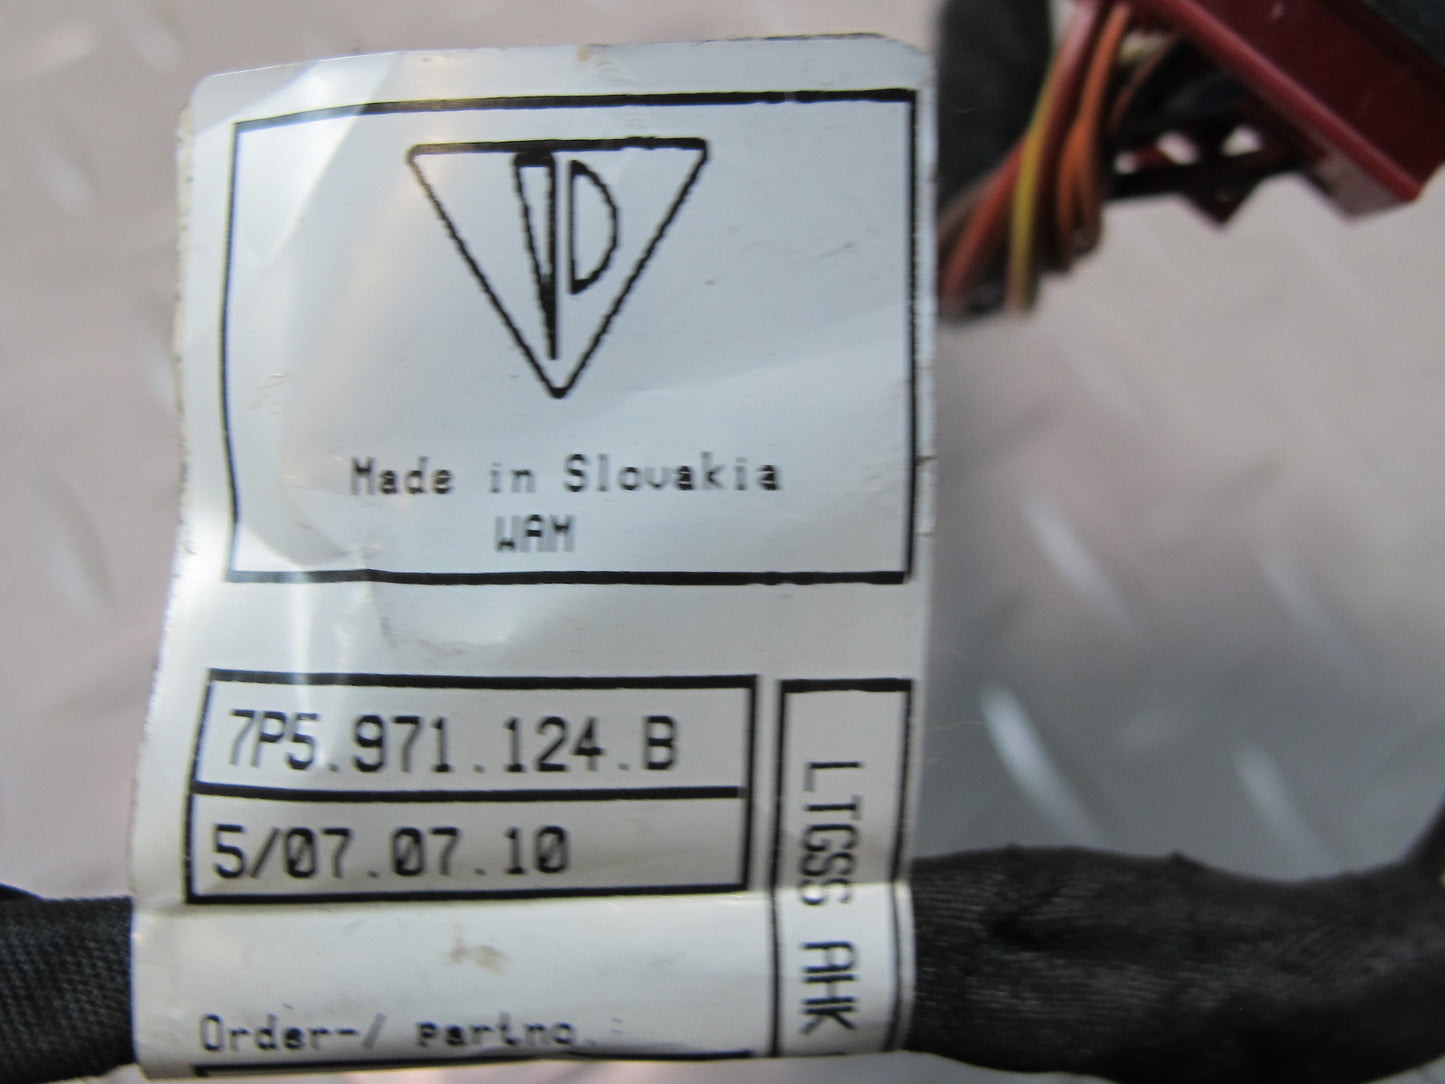 Made in Slovakia
WAM
7P5.971.124.B
5/07.07.10
LTGSS AHK
Order-/ partno.: